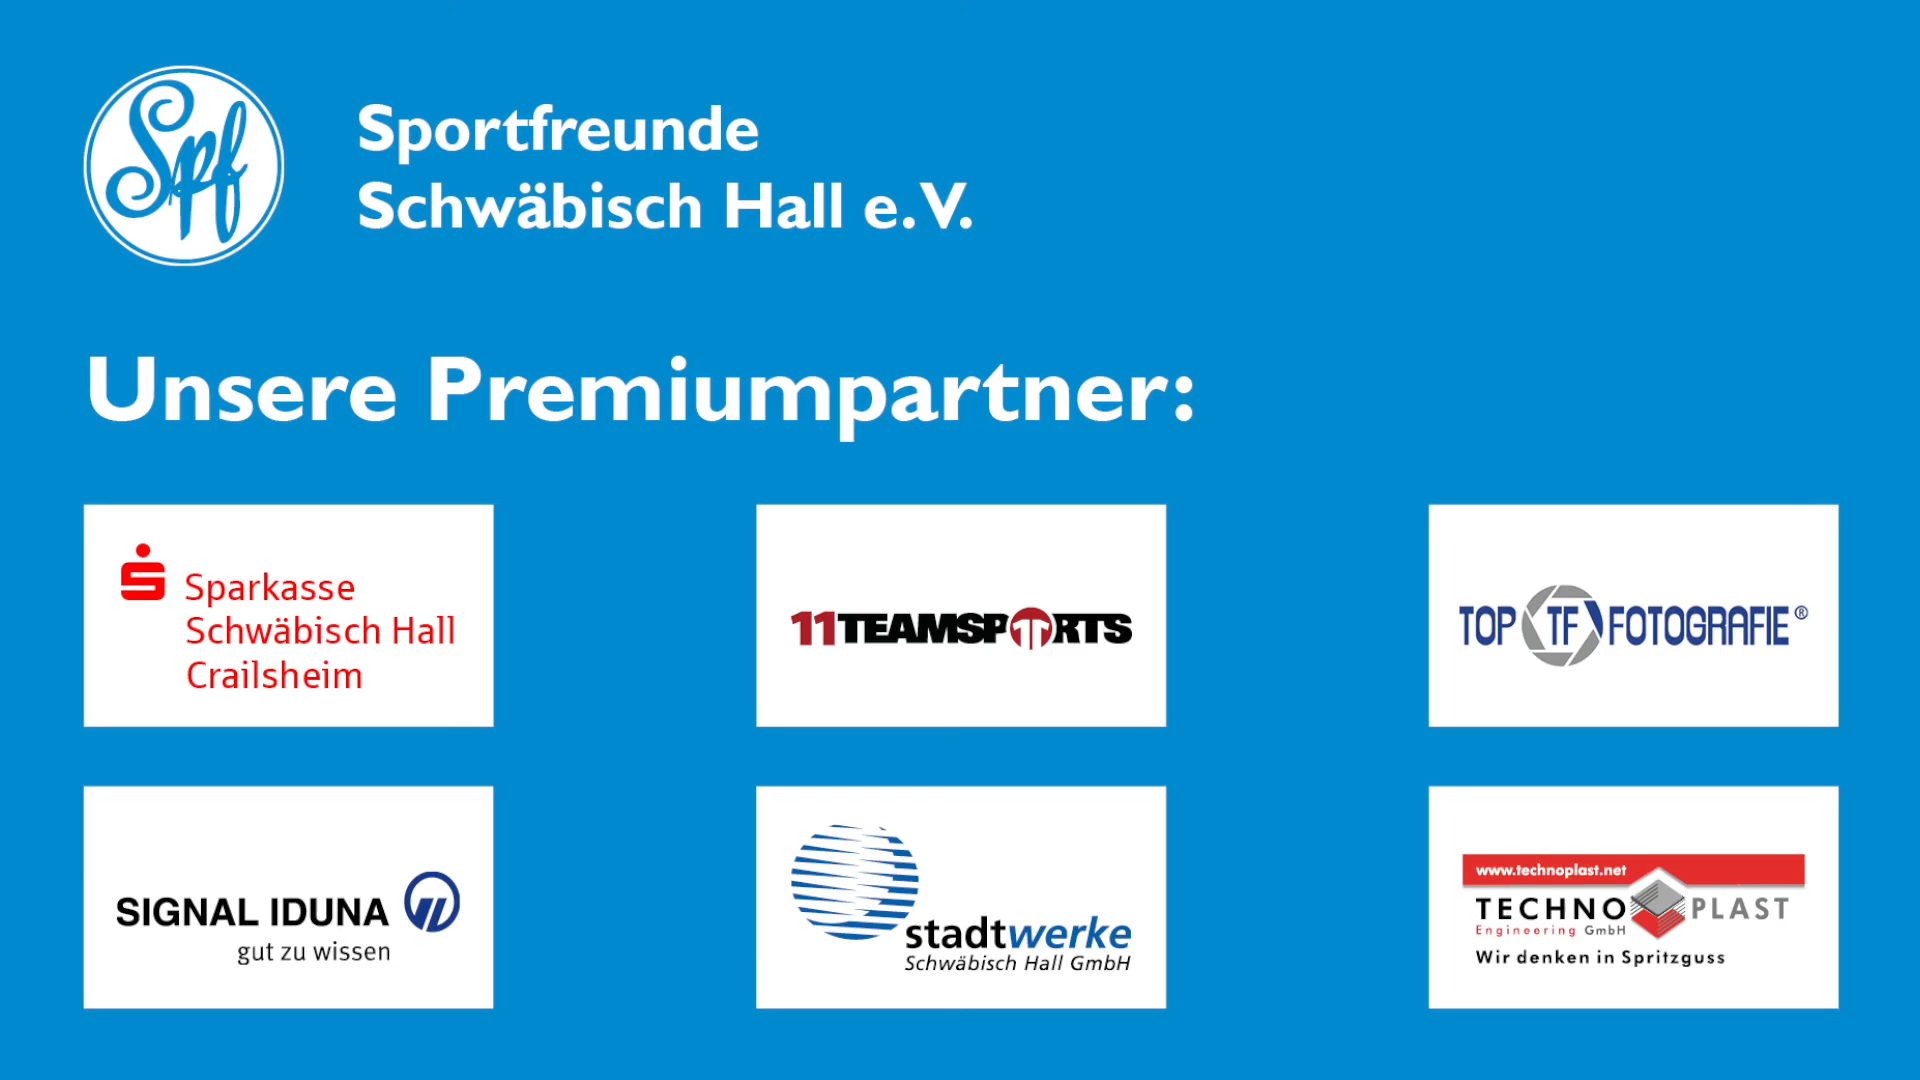 Spf
Sportfreunde
Schwäbisch Hall e.V.
Unsere Premiumpartner:
Sparkasse
Schwäbisch Hall
Crailsheim
11TEAMSPORTS
TOP TF FOTOGRAFIE®
SIGNAL IDUNA
gut zu wissen
stadtwerke
Schwäbisch Hall GmbH
www.technoplast.net
TECHNO PLAST
Engineering GmbH
Wir denken in Spritzguss